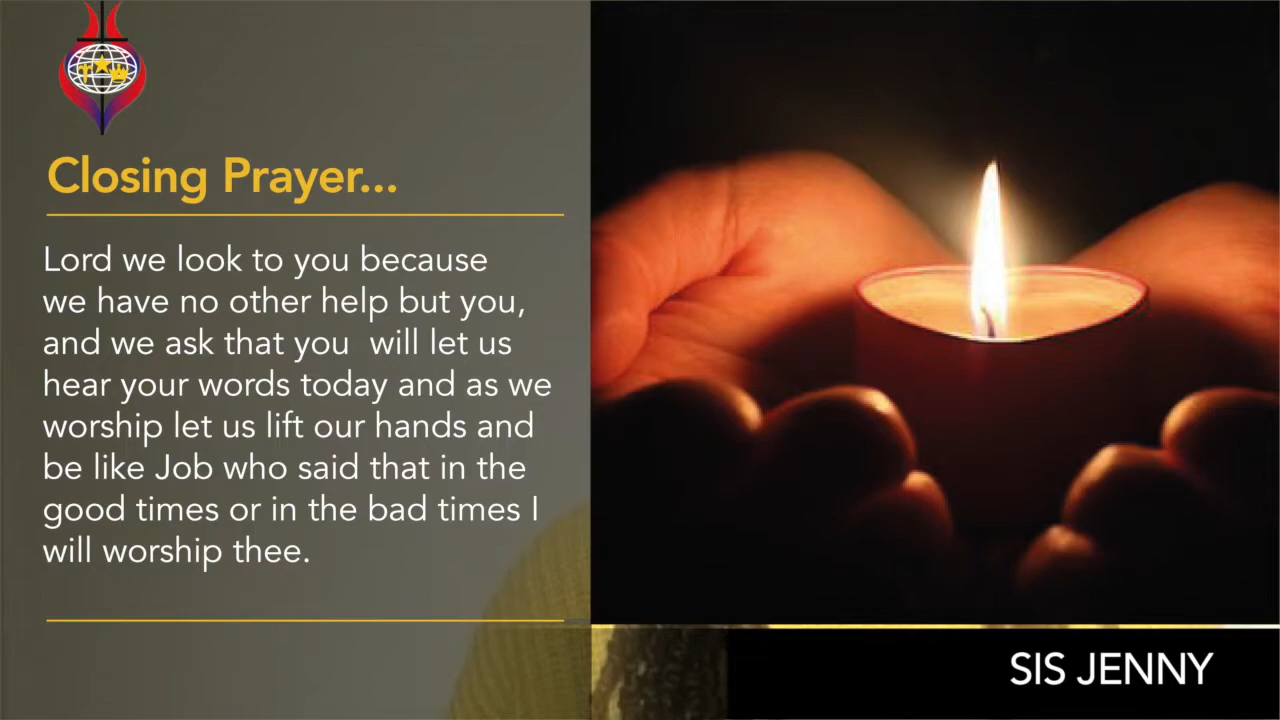 Closing Prayer...
Lord we look to you because
we have no other help but you,
and we ask that you  will let us
hear your words today and as we
worship let us lift our hands and
be like Job who said that in the
good times or in the bad times I
will worship thee.
SIS JENNY